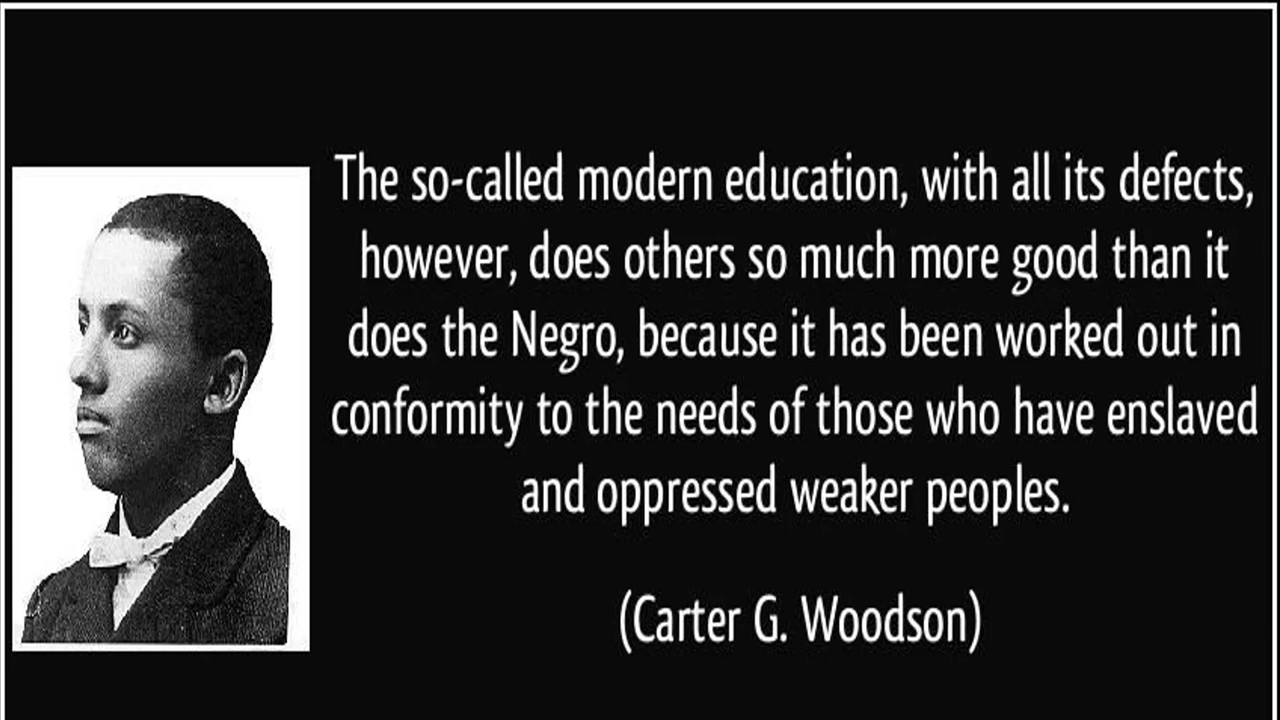 The so-called modern education, with all its defects,
however, does others so much more good than it
does the Negro, because it has been worked out in
conformity to the needs of those who have enslaved
and oppressed weaker peoples.
(Carter G. Woodson)